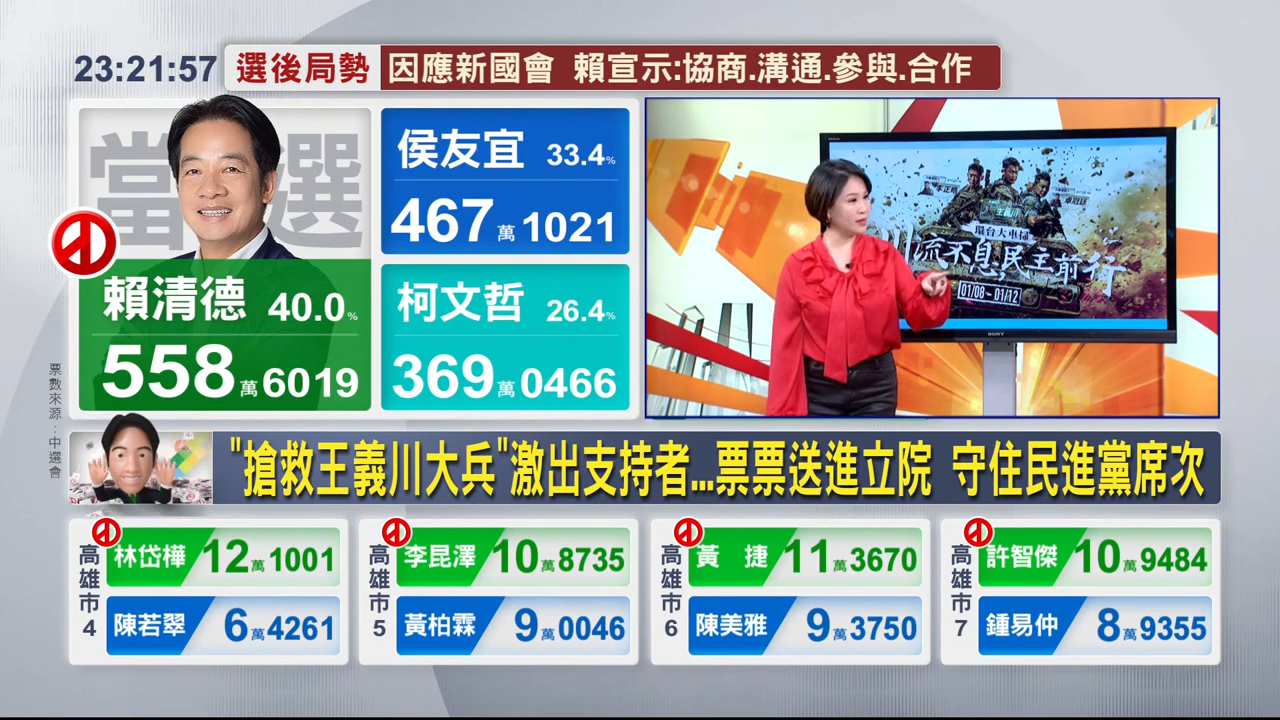 23:21:57
選後局勢
因應新國會 賴宣示:協商.溝通.參與.合作
當選
賴清德 40.0%
558萬6019
侯友宜 33.4%
467萬1021
柯文哲 26.4%
369萬0466
票數來源:中選會
王義川
環台大車掃
川流不息民主前行
01/08~01/12
SONY
"搶救王義川大兵"激出支持者...票票送進立院 守住民進黨席次
高雄市4
林岱樺 12萬1001
陳若翠 6萬4261
高雄市5
李昆澤 10萬8735
黃柏霖 9萬0046
高雄市6
黃 捷 11萬3670
陳美雅 9萬3750
高雄市7
許智傑 10萬9484
鍾易仲 8萬9355